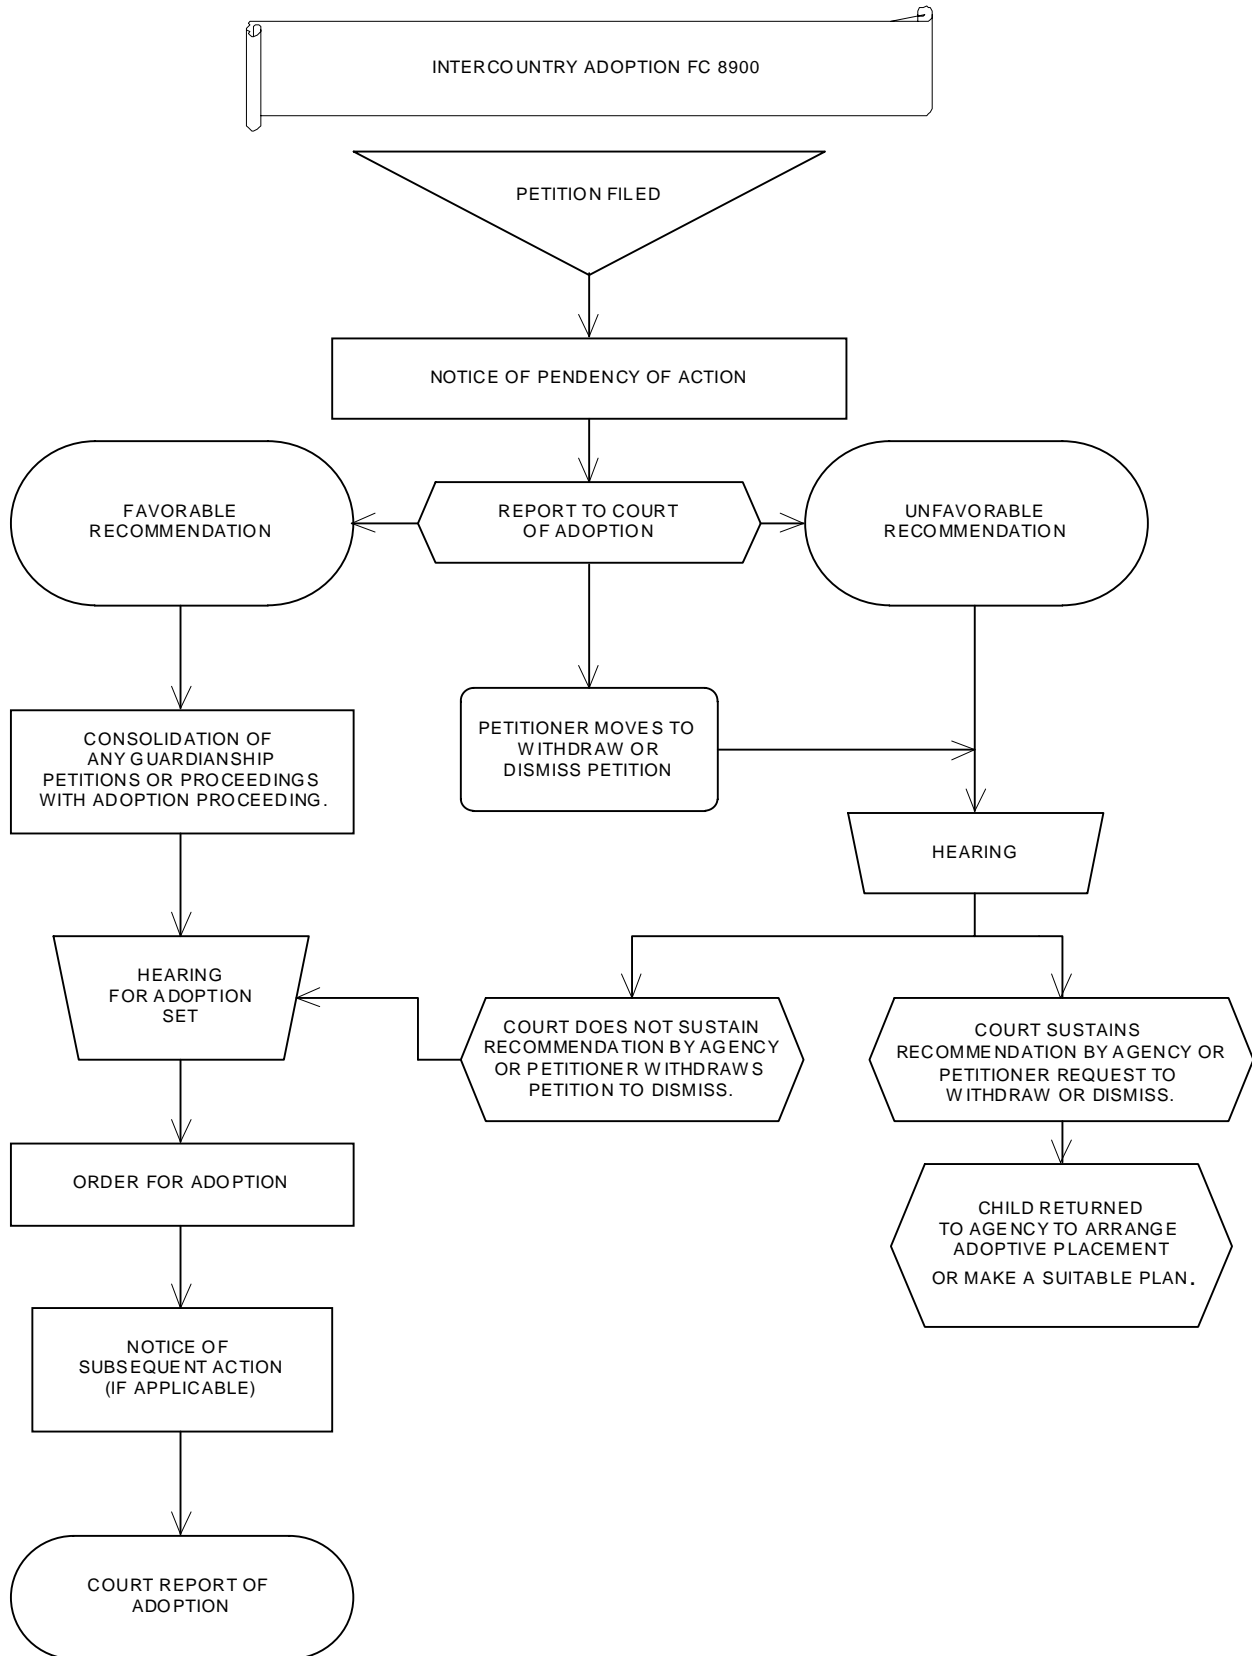 INTERCOUNTRY ADOPTION FC 8900
PETITION FILED
NOTICE OF PENDENCY OF ACTION
FAVORABLE
RECOMMENDATION
REPORT TO COURT
OF ADOPTION
UNFAVORABLE
RECOMMENDATION
CONSOLIDATION OF
ANY GUARDIANSHIP
PETITIONS OR PROCEEDINGS
WITH ADOPTION PROCEEDING.
PETITIONER MOVES TO
WITHDRAW OR
DISMISS PETITION
HEARING
HEARING
FOR ADOPTION
SET
COURT DOES NOT SUSTAIN
RECOMMENDATION BY AGENCY
OR PETITIONER WITHDRAWS
PETITION TO DISMISS.
COURT SUSTAINS
RECOMMENDATION BY AGENCY OR
PETITIONER REQUEST TO
WITHDRAW OR DISMISS.
ORDER FOR ADOPTION
CHILD RETURNED
TO AGENCY TO ARRANGE
ADOPTIVE PLACEMENT
OR MAKE A SUITABLE PLAN.
NOTICE OF
SUBSEQUENT ACTION
(IF APPLICABLE)
COURT REPORT OF
ADOPTION